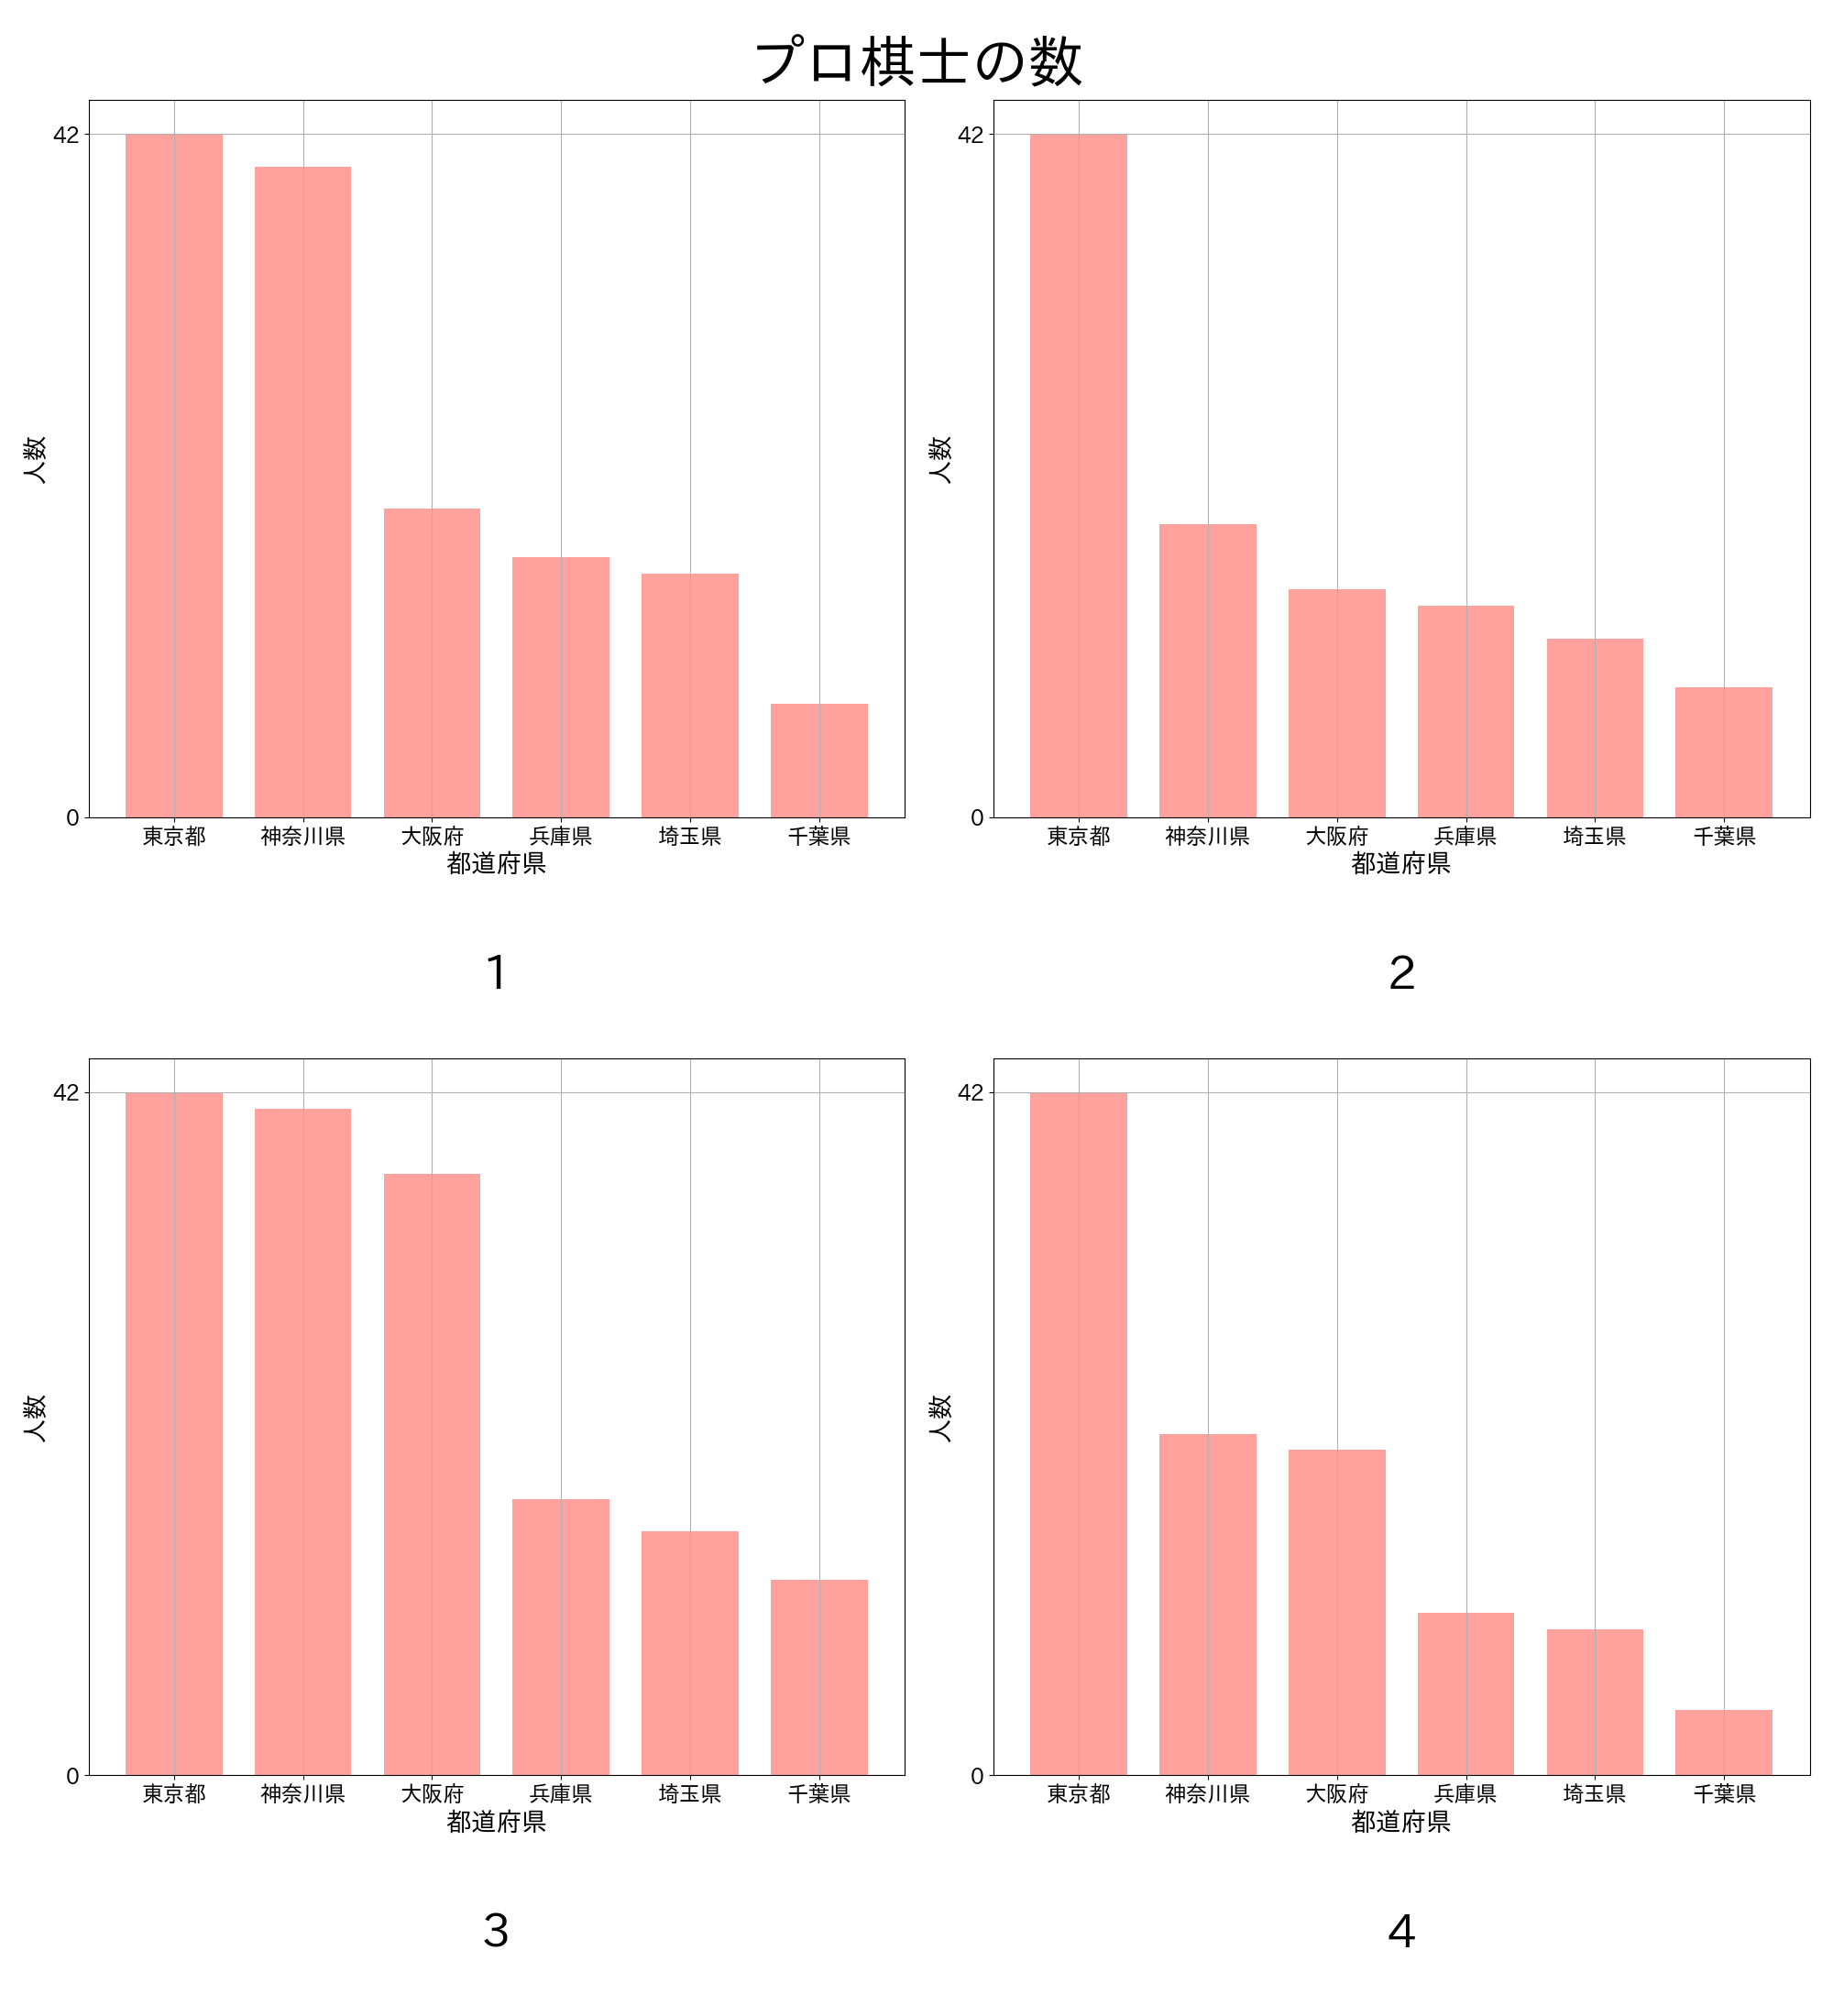 プロ棋士の数
42
0
人数
東京都 神奈川県 大阪府 兵庫県 埼玉県 千葉県
都道府県
1
42
0
人数
東京都 神奈川県 大阪府 兵庫県 埼玉県 千葉県
都道府県
2
42
0
人数
東京都 神奈川県 大阪府 兵庫県 埼玉県 千葉県
都道府県
3
42
0
人数
東京都 神奈川県 大阪府 兵庫県 埼玉県 千葉県
都道府県
4